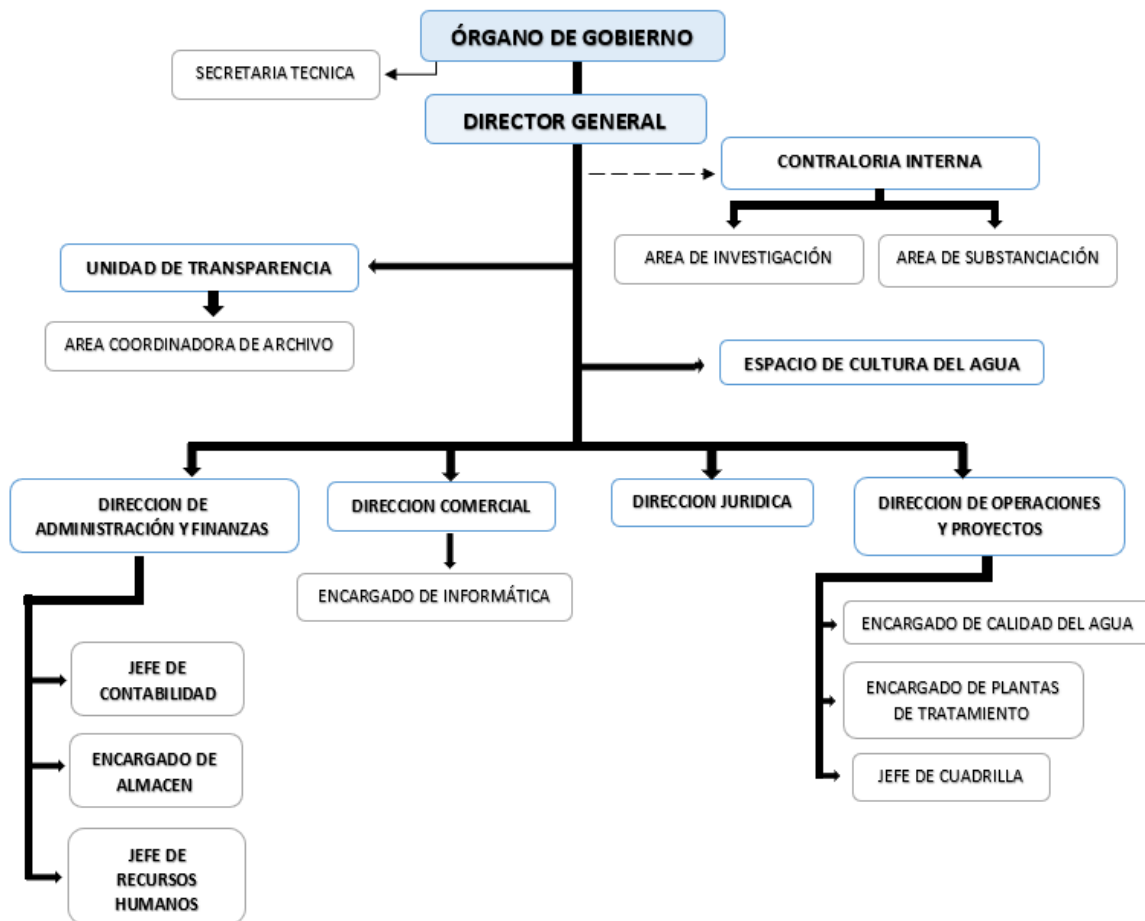 ÓRGANO DE GOBIERNO
SECRETARIA TECNICA
DIRECTOR GENERAL
CONTRALORIA INTERNA
AREA DE INVESTIGACIÓN
AREA DE SUBSTANCIACIÓN
UNIDAD DE TRANSPARENCIA
AREA COORDINADORA DE ARCHIVO
ESPACIO DE CULTURA DEL AGUA
DIRECCION DE
ADMINISTRACIÓN Y FINANZAS
DIRECCION COMERCIAL
DIRECCION JURIDICA
DIRECCION DE OPERACIONES
Y PROYECTOS
ENCARGADO DE INFORMÁTICA
JEFE DE
CONTABILIDAD
ENCARGADO DE
ALMACEN
JEFE DE
RECURSOS
HUMANOS
ENCARGADO DE CALIDAD DEL AGUA
ENCARGADO DE PLANTAS
DE TRATAMIENTO
JEFE DE CUADRILLA